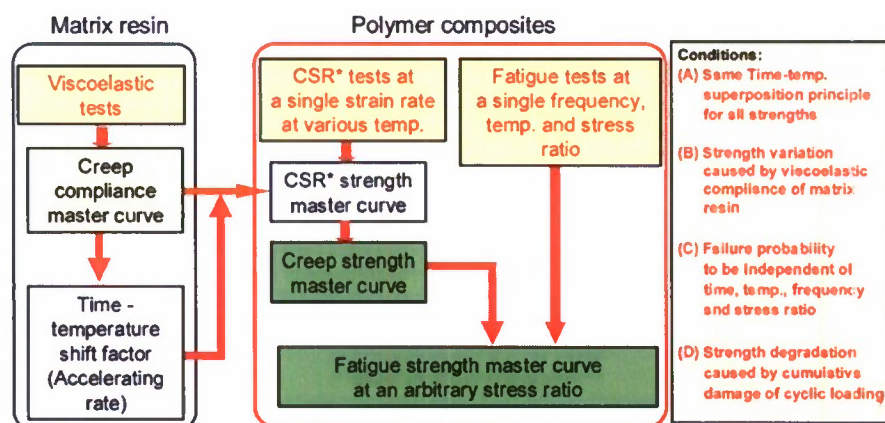 Matrix resin
Viscoelastic
tests
Creep
compliance
master curve
Time -
temperature
shift factor
(Accelerating
rate)
Polymer composites
CSR* tests at
a single strain rate
at various temp.
Fatigue tests at
a single frequency,
temp. and stress
ratio
CSR* strength
master curve
Creep strength
master curve
Fatigue strength master curve
at an arbitrary stress ratio
Conditions:
(A) Same Time-temp.
superposition principle
for all strengths
(B) Strength variation
caused by viscoelastic
compliance of matrix
resin
(C) Failure probability
to be independent of
time, temp., frequency
and stress ratio
(D) Strength degradation
caused by cumulative
damage of cyclic loading